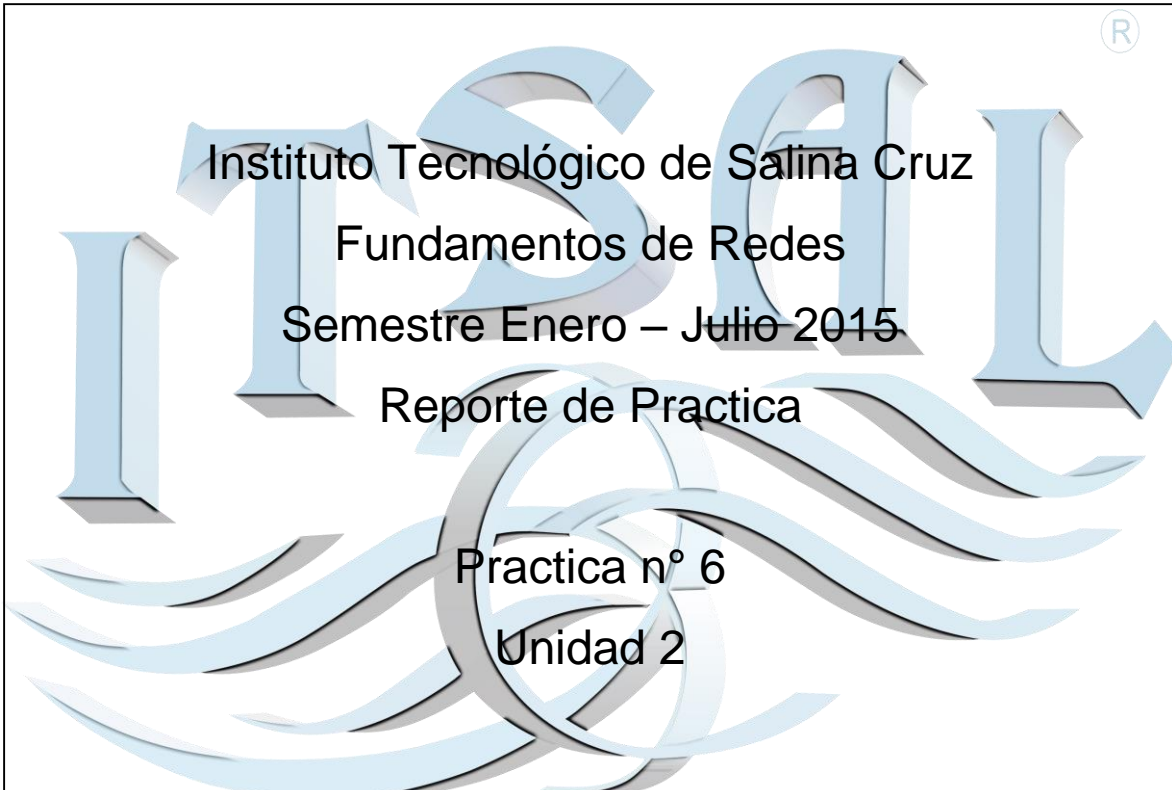 ®
ITSAL
Instituto Tecnológico de Salina Cruz
Fundamentos de Redes
Semestre Enero – Julio 2015
Reporte de Practica
Practica n° 6
Unidad 2